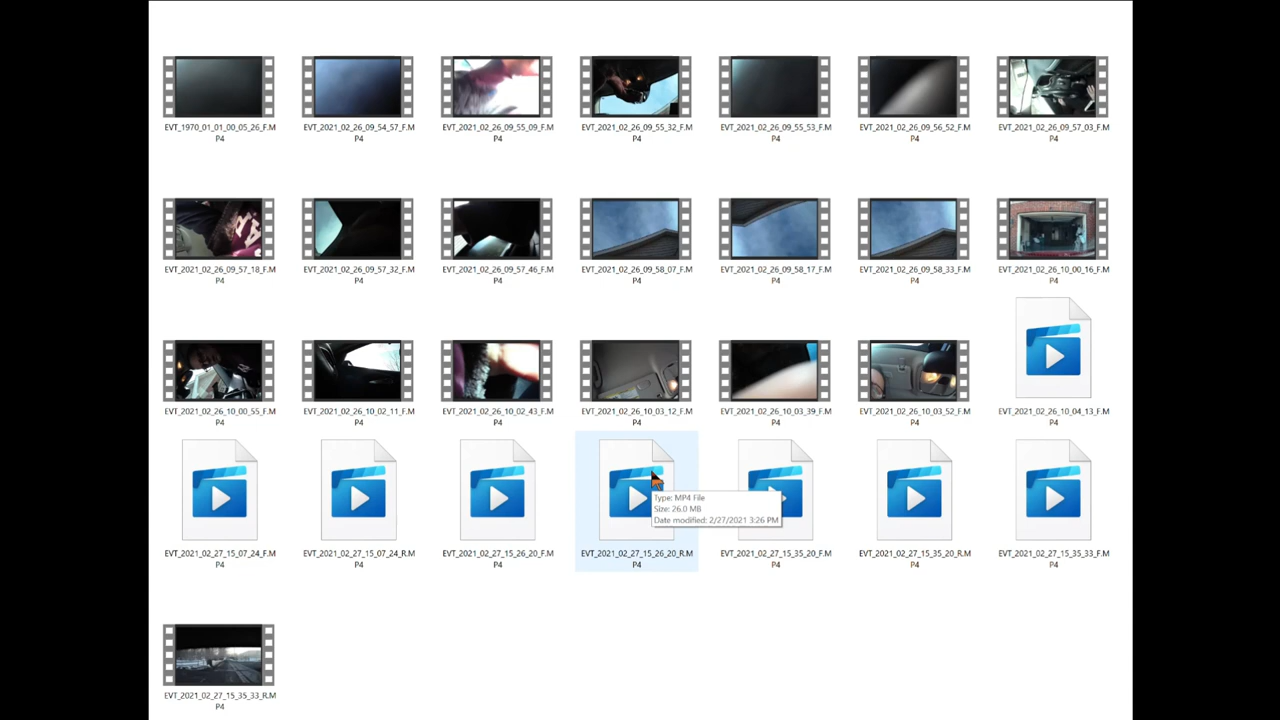 EVT_1970_01_01_00_05_26_F.M
P4
EVT_2021_02_26_09_54_57_F.M
P4
EVT_2021_02_26_09_55_09_F.M
P4
EVT_2021_02_26_09_55_32_F.M
P4
EVT_2021_02_26_09_55_53_F.M
P4
EVT_2021_02_26_09_56_52_F.M
P4
EVT_2021_02_26_09_57_03_F.M
P4
EVT_2021_02_26_09_57_18_F.M
P4
EVT_2021_02_26_09_57_32_F.M
P4
EVT_2021_02_26_09_57_46_F.M
P4
EVT_2021_02_26_09_58_07_F.M
P4
EVT_2021_02_26_09_58_17_F.M
P4
EVT_2021_02_26_09_58_33_F.M
P4
EVT_2021_02_26_10_00_16_F.M
P4
EVT_2021_02_26_10_00_55_F.M
P4
EVT_2021_02_26_10_02_11_F.M
P4
EVT_2021_02_26_10_02_43_F.M
P4
EVT_2021_02_26_10_03_12_F.M
P4
EVT_2021_02_26_10_03_39_F.M
P4
EVT_2021_02_26_10_03_52_F.M
P4
EVT_2021_02_26_10_04_13_F.M
P4
Type: MP4 File
Size: 26.0 MB
Date modified: 2/27/2021 3:26 PM
EVT_2021_02_27_15_07_24_F.M
P4
EVT_2021_02_27_15_07_24_R.M
P4
EVT_2021_02_27_15_26_20_F.M
P4
EVT_2021_02_27_15_26_20_R.M
P4
EVT_2021_02_27_15_35_20_F.M
P4
EVT_2021_02_27_15_35_20_R.M
P4
EVT_2021_02_27_15_35_33_F.M
P4
EVT_2021_02_27_15_35_33_R.M
P4